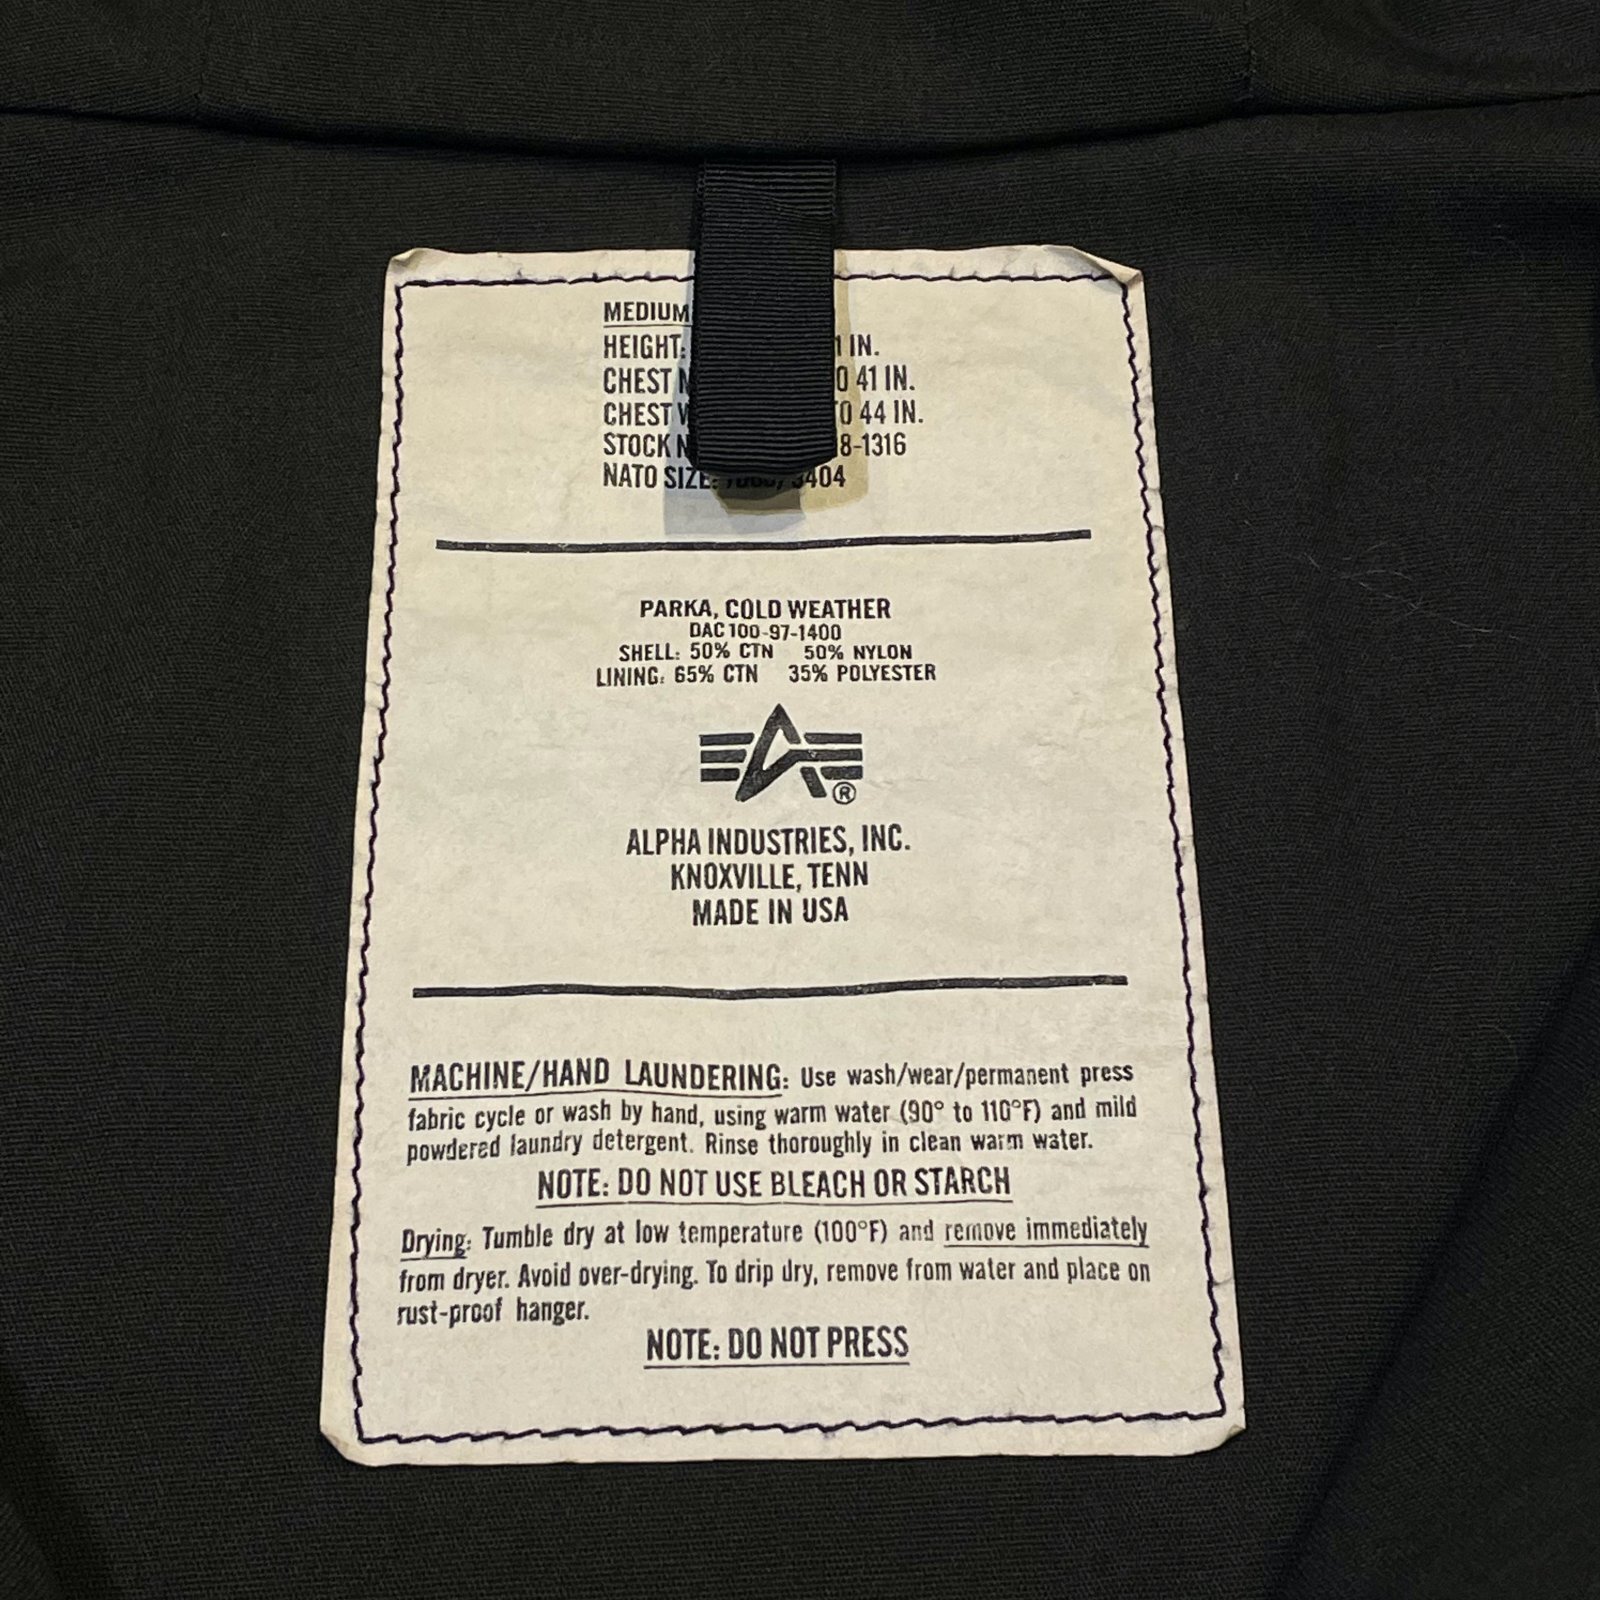 MEDIUM
HEIGHT: IN.
CHEST 41 IN.
CHEST 44 IN.
STOCK 8-1316
NATO SIZE: 3404
PARKA, COLD WEATHER
DAC 100-97-1400
SHELL: 50% CTN 50% NYLON
LINING: 65% CTN 35% POLYESTER
®
ALPHA INDUSTRIES, INC.
KNOXVILLE, TENN
MADE IN USA
MACHINE/HAND LAUNDERING: Use wash/wear/permanent press
fabric cycle or wash by hand, using warm water (90° to 110°F) and mild
powdered laundry detergent. Rinse thoroughly in clean warm water.
NOTE: DO NOT USE BLEACH OR STARCH
Drying: Tumble dry at low temperature (100°F) and remove immediately
from dryer. Avoid over-drying. To drip dry, remove from water and place on
rust-proof hanger.
NOTE: DO NOT PRESS